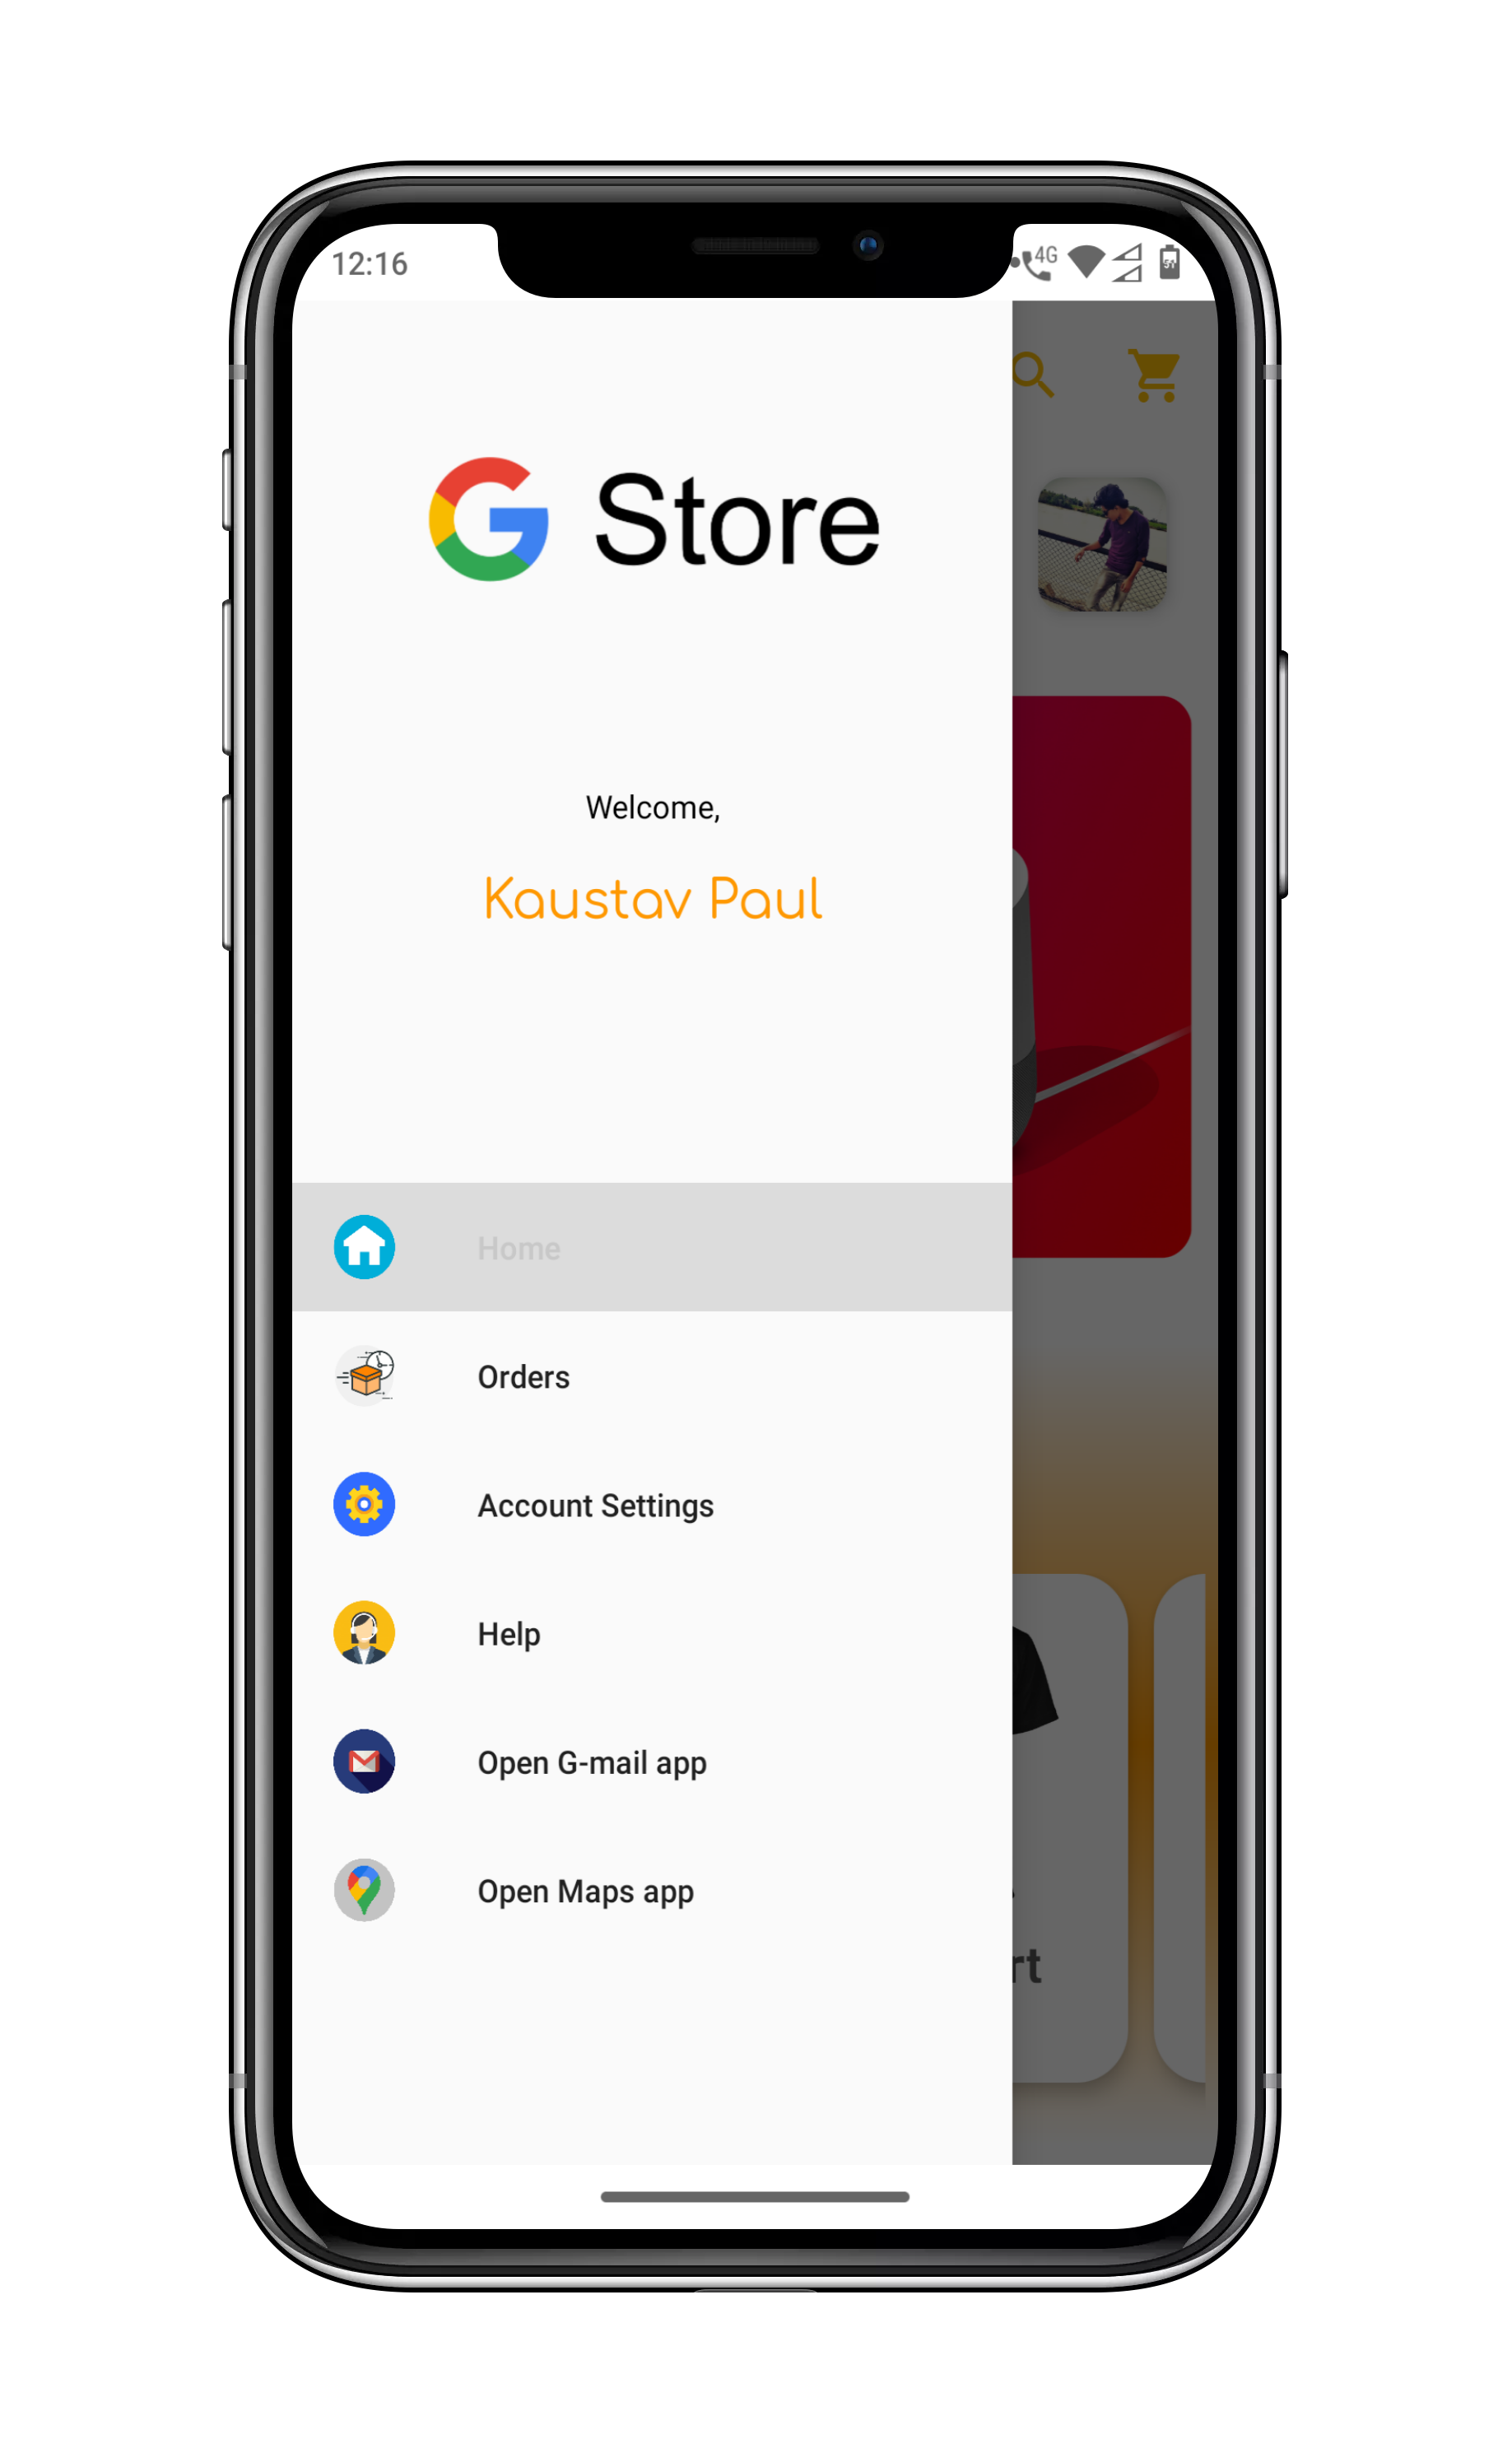 12:16
4G
51
Store
Welcome,
Kaustav Paul
Home
Orders
Account Settings
Help
Open G-mail app
Open Maps app
rt